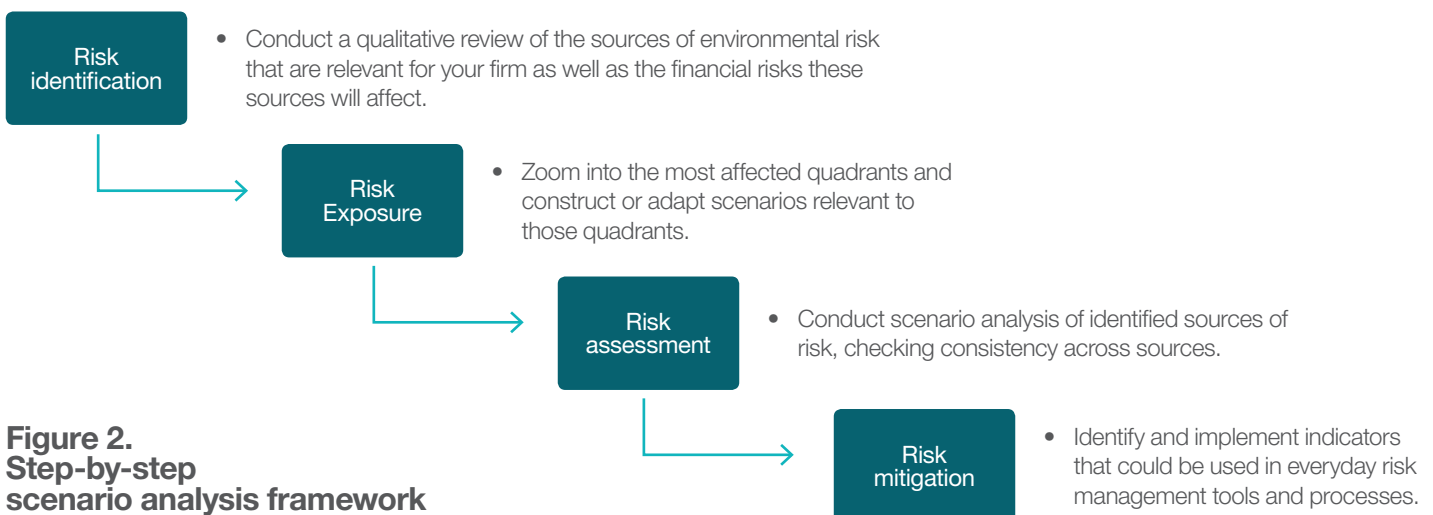 Risk
identification
• Conduct a qualitative review of the sources of environmental risk
that are relevant for your firm as well as the financial risks these
sources will affect.
Risk
Exposure
• Zoom into the most affected quadrants and
construct or adapt scenarios relevant to
those quadrants.
Risk
assessment
• Conduct scenario analysis of identified sources of
risk, checking consistency across sources.
Risk
mitigation
• Identify and implement indicators
that could be used in everyday risk
management tools and processes.
Figure 2.
Step-by-step
scenario analysis framework